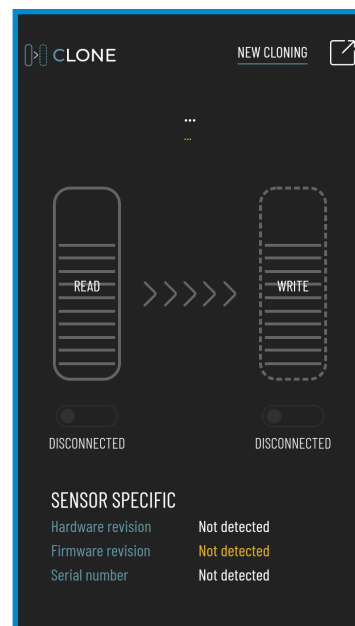 CLONE NEW CLONING
...
...
READ WRITE
DISCONNECTED DISCONNECTED
SENSOR SPECIFIC
Hardware revision Not detected
Firmware revision Not detected
Serial number Not detected